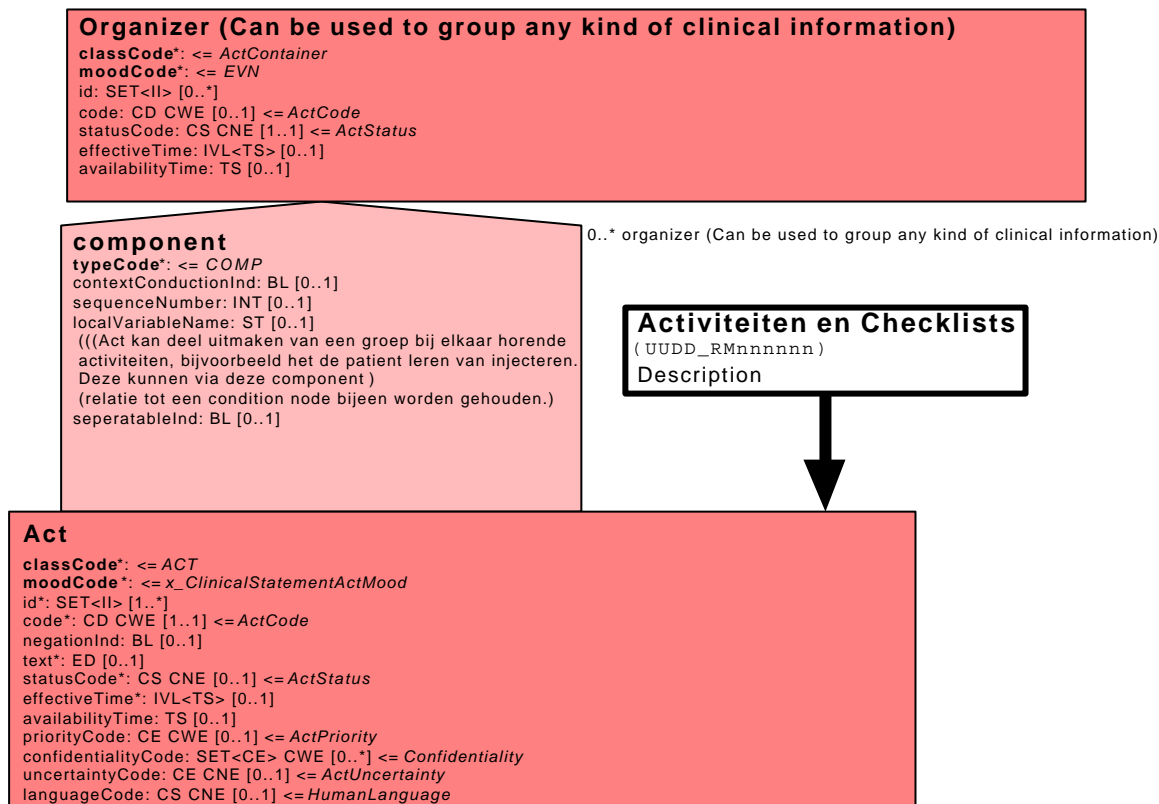 Organizer (Can be used to group any kind of clinical information)
classCode*: <= ActContainer
moodCode*: <= EVN
id: SET<II> [0..*]
code: CD CWE [0..1] <= ActCode
statusCode: CS CNE [1..1] <= ActStatus
effectiveTime: IVL<TS> [0..1]
availabilityTime: TS [0..1]
0..* organizer (Can be used to group any kind of clinical information)
component
typeCode*: <= COMP
contextConductionInd: BL [0..1]
sequenceNumber: INT [0..1]
localVariableName: ST [0..1]
(((Act kan deel uitmaken van een groep bij elkaar horende
activiteiten, bijvoorbeeld het de patient leren van injecteren.
Deze kunnen via deze component )
(relatie tot een condition node bijeen worden gehouden.)
seperatableInd: BL [0..1]
Activiteiten en Checklists
(UUDD_RMnnnnnn)
Description
Act
classCode*: <= ACT
moodCode*: <= x_ClinicalStatementActMood
id*: SET<II> [1..*]
code*: CD CWE [1..1] <= ActCode
negationInd: BL [0..1]
text*: ED [0..1]
statusCode*: CS CNE [0..1] <= ActStatus
effectiveTime*: IVL<TS> [0..1]
availabilityTime: TS [0..1]
priorityCode: CE CWE [0..1] <= ActPriority
confidentialityCode: SET<CE> CWE [0..*] <= Confidentiality
uncertaintyCode: CE CNE [0..1] <= ActUncertainty
languageCode: CS CNE [0..1] <= HumanLanguage